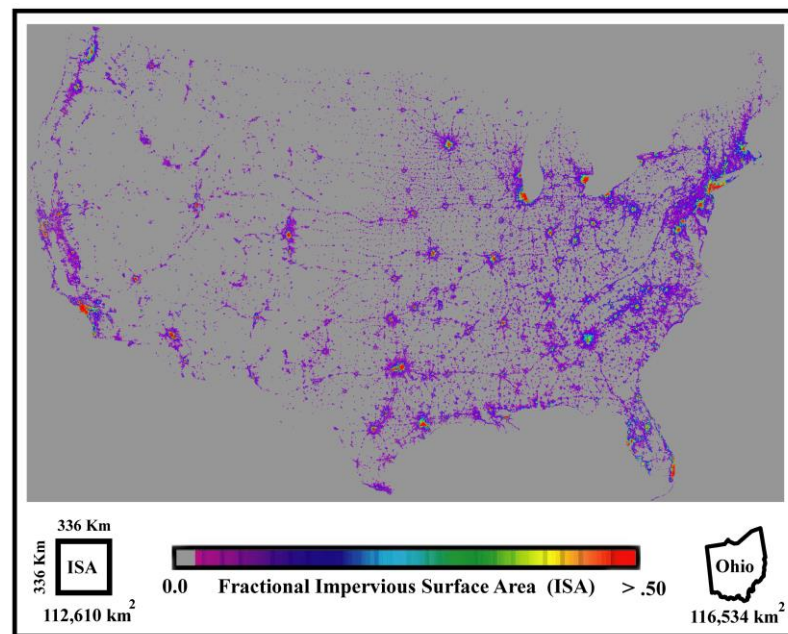 336 Km
336 Km
ISA
112,610 km2
0.0 Fractional Impervious Surface Area (ISA) > .50
Ohio
116,534 km2